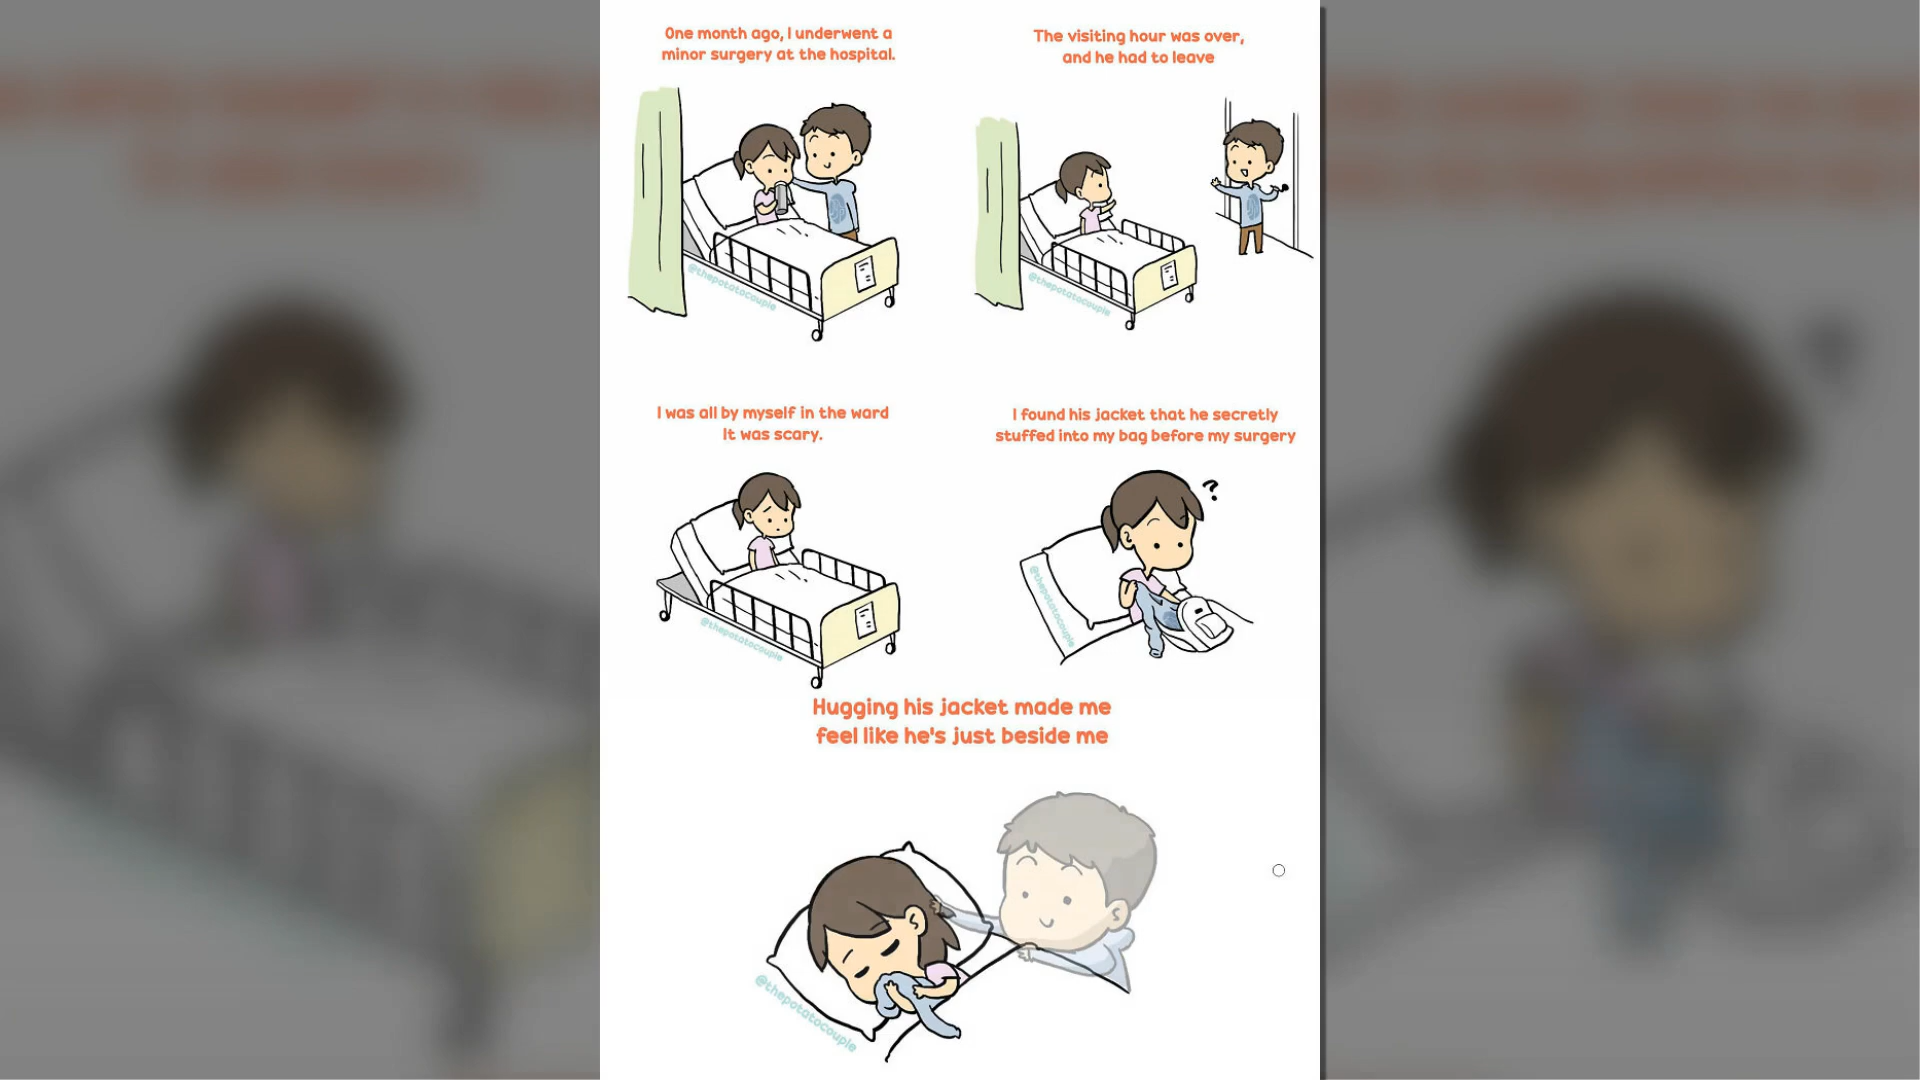 One month ago, I underwent a
minor surgery at the hospital.
@thepotatocouple
The visiting hour was over,
and he had to leave
@thepotatocouple
I was all by myself in the ward
It was scary.
@thepotatocouple
I found his jacket that he secretly
stuffed into my bag before my surgery
?
@thepotatocouple
Hugging his jacket made me
feel like he's just beside me
@thepotatocouple